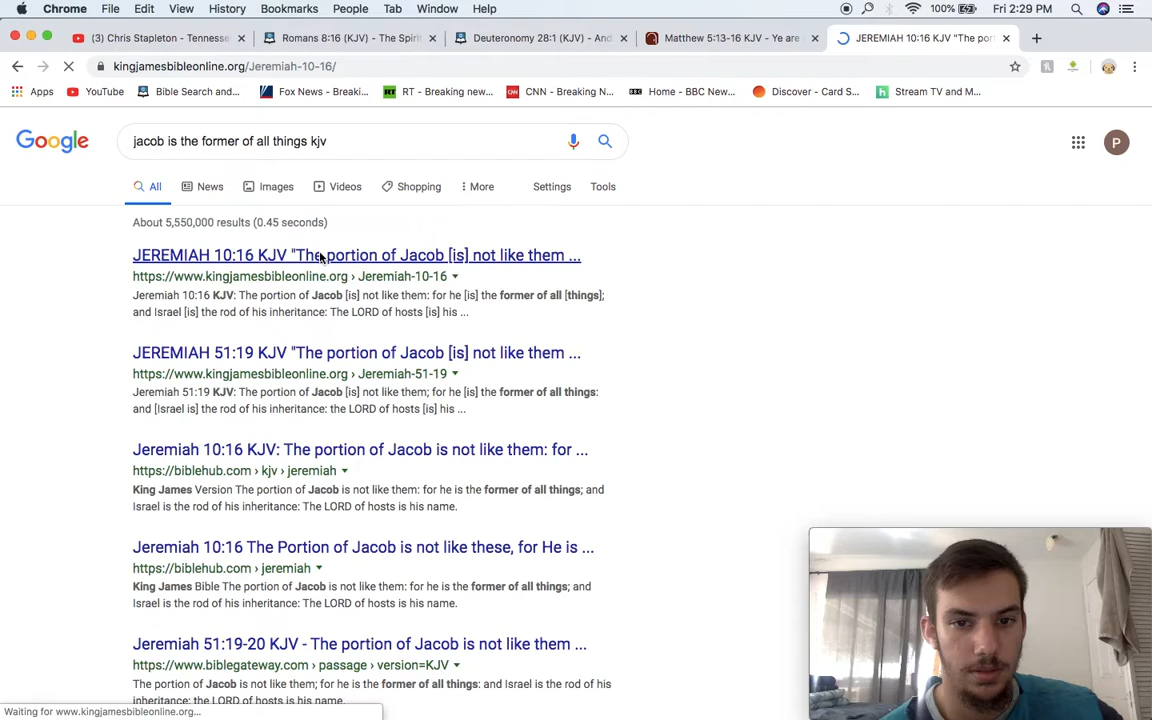 Chrome File Edit View History Bookmarks People Tab Window Help 100% Fri 2:29 PM
(3) Chris Stapleton - Tennesse Romans 8:16 (KJV) - The Spiri Deuteronomy 28:1 (KJV) - And Matthew 5:13-16 KJV - Ye are JEREMIAH 10:16 KJV "The por
kingjamesbibleonline.org/Jeremiah-10-16/
Apps YouTube Bible Search and... Fox News - Breaki... RT - Breaking new... CNN - Breaking N... Home - BBC New... Discover - Card S... Stream TV and M...
Google jacob is the former of all things kjv P
All News Images Videos Shopping More Settings Tools
About 5,550,000 results (0.45 seconds)
JEREMIAH 10:16 KJV "The portion of Jacob [is] not like them ...
https://www.kingjamesbibleonline.org › Jeremiah-10-16
Jeremiah 10:16 KJV: The portion of Jacob [is] not like them: for he [is] the former of all [things];
and Israel [is] the rod of his inheritance: The LORD of hosts [is] his ...
JEREMIAH 51:19 KJV "The portion of Jacob [is] not like them ...
https://www.kingjamesbibleonline.org › Jeremiah-51-19
Jeremiah 51:19 KJV: The portion of Jacob [is] not like them; for he [is] the former of all things:
and [Israel is] the rod of his inheritance: the LORD of hosts [is] his ...
Jeremiah 10:16 KJV: The portion of Jacob is not like them: for ...
https://biblehub.com › kjv › jeremiah
King James Version The portion of Jacob is not like them: for he is the former of all things; and
Israel is the rod of his inheritance: The LORD of hosts is his name.
Jeremiah 10:16 The Portion of Jacob is not like these, for He is ...
https://biblehub.com › jeremiah
King James Bible The portion of Jacob is not like them: for he is the former of all things; and
Israel is the rod of his inheritance: The LORD of hosts is his name.
Jeremiah 51:19-20 KJV - The portion of Jacob is not like them ...
https://www.biblegateway.com › passage › version=KJV
The portion of Jacob is not like them; for he is the former of all things: and Israel is the rod of his
inheritance: the LORD of hosts is his name.
Waiting for www.kingjamesbibleonline.org...